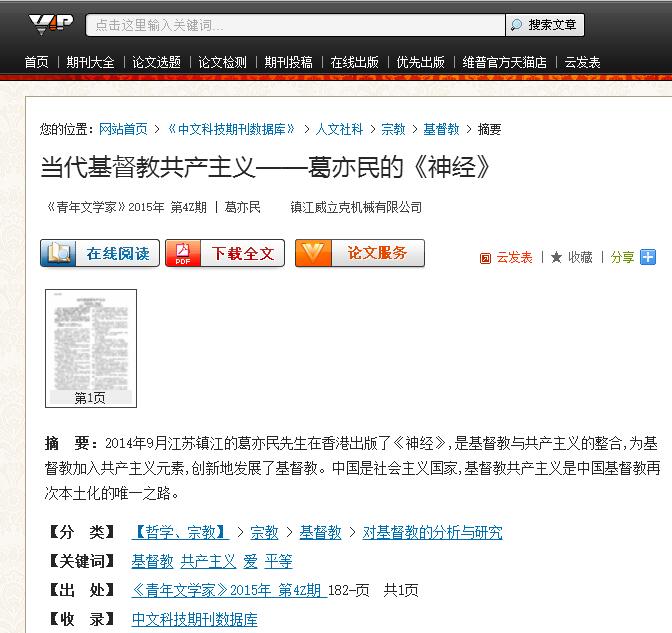 VIP
点击这里输入关键词... 搜索文章
首页 期刊大全 论文选题 论文检测 期刊投稿 在线出版 优先出版 维普官方天猫店 云发表
您的位置：网站首页 > 《中文科技期刊数据库》 > 人文社科 > 宗教 > 基督教 > 摘要
当代基督教共产主义——葛亦民的《神经》
《青年文学家》2015年 第4Z期 | 葛亦民 镇江威立克机械有限公司
在线阅读 PDF 下载全文 论文服务 云发表 | ★ 收藏 | 分享
第1页
摘 要：2014年9月江苏镇江的葛亦民先生在香港出版了《神经》,是基督教与共产主义的整合,为基
督教加入共产主义元素,创新地发展了基督教。中国是社会主义国家,基督教共产主义是中国基督教再
次本土化的唯一之路。
【分 类】 【哲学、宗教】 > 宗教 > 基督教 > 对基督教的分析与研究
【关键词】 基督教 共产主义 爱 平等
【出 处】 《青年文学家》2015年 第4Z期 182-页 共1页
【收 录】 中文科技期刊数据库